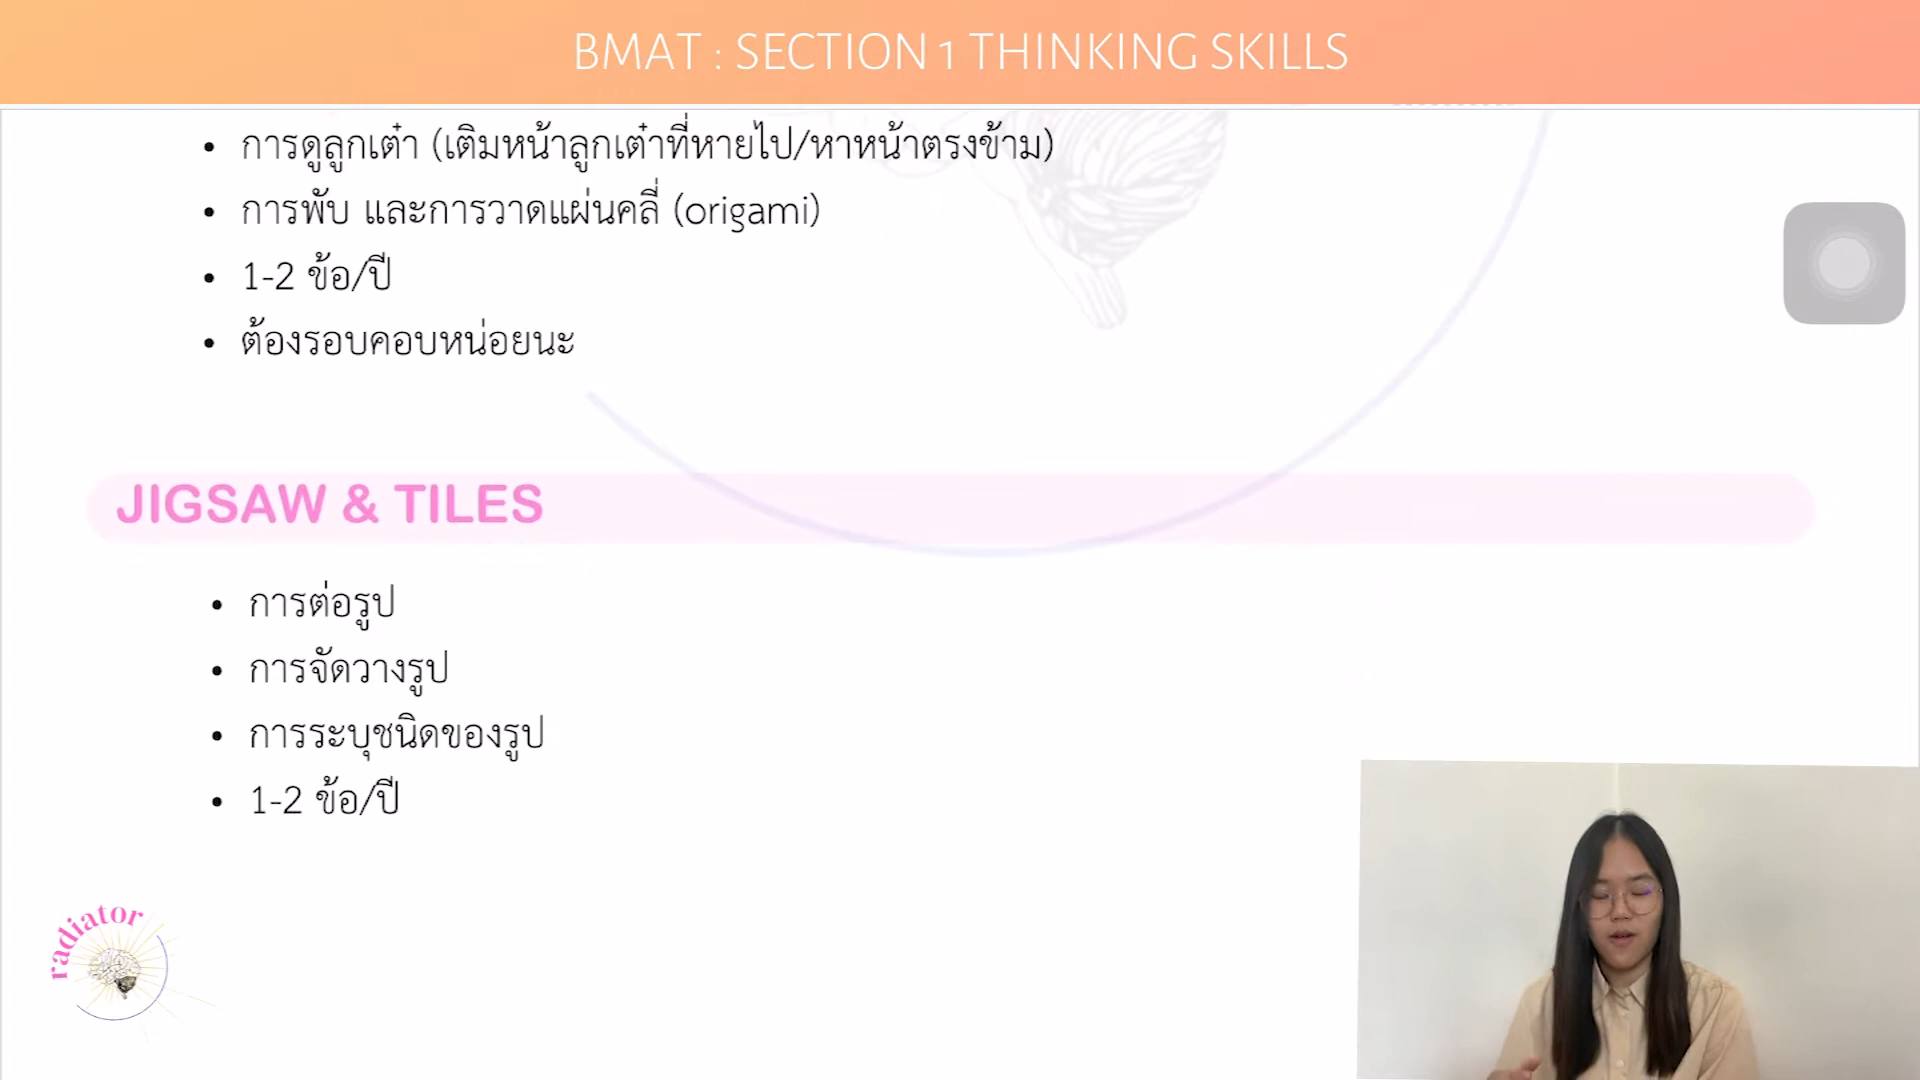 BMAT : SECTION 1 THINKING SKILLS
• การดูลูกเต๋า (เติมหน้าลูกเต๋าที่หายไป/หาหน้าตรงข้าม)
• การพับ และการวาดแผ่นคลี่ (origami)
• 1-2 ข้อ/ปี
• ต้องรอบคอบหน่อยนะ
JIGSAW & TILES
• การต่อรูป
• การจัดวางรูป
• การระบุชนิดของรูป
• 1-2 ข้อ/ปี
radiator